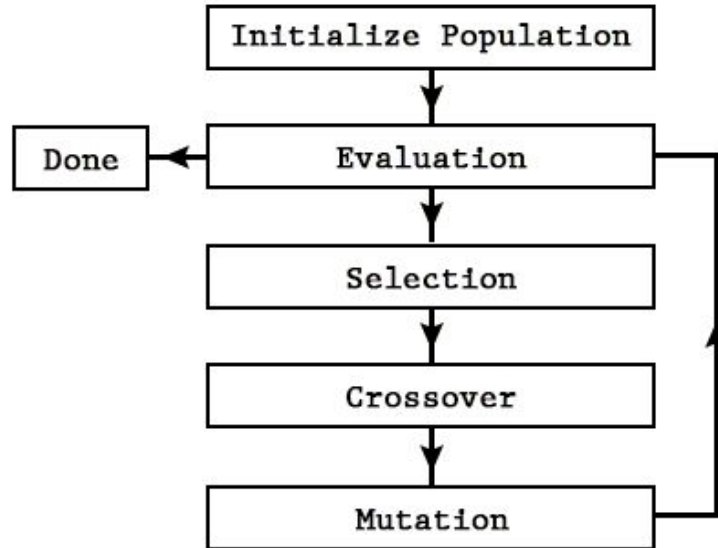 Initialize Population
Done
Evaluation
Selection
Crossover
Mutation